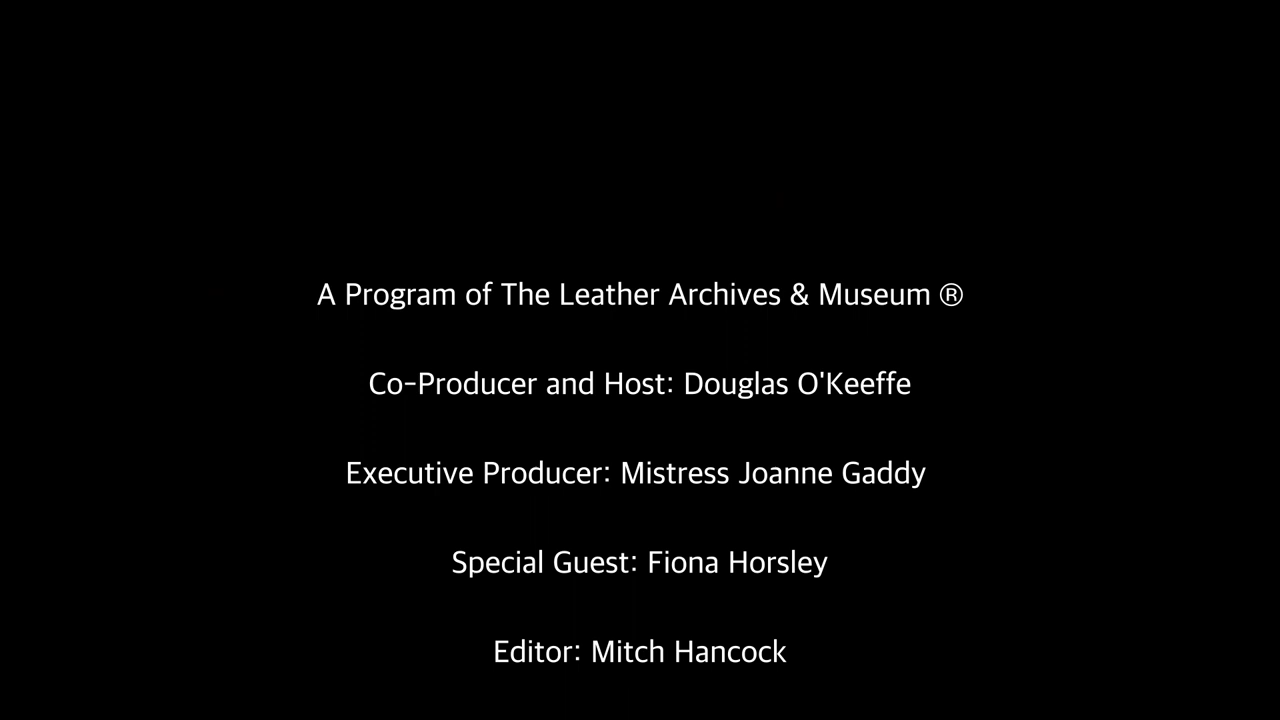 A Program of The Leather Archives & Museum ®
Co-Producer and Host: Douglas O'Keeffe
Executive Producer: Mistress Joanne Gaddy
Special Guest: Fiona Horsley
Editor: Mitch Hancock